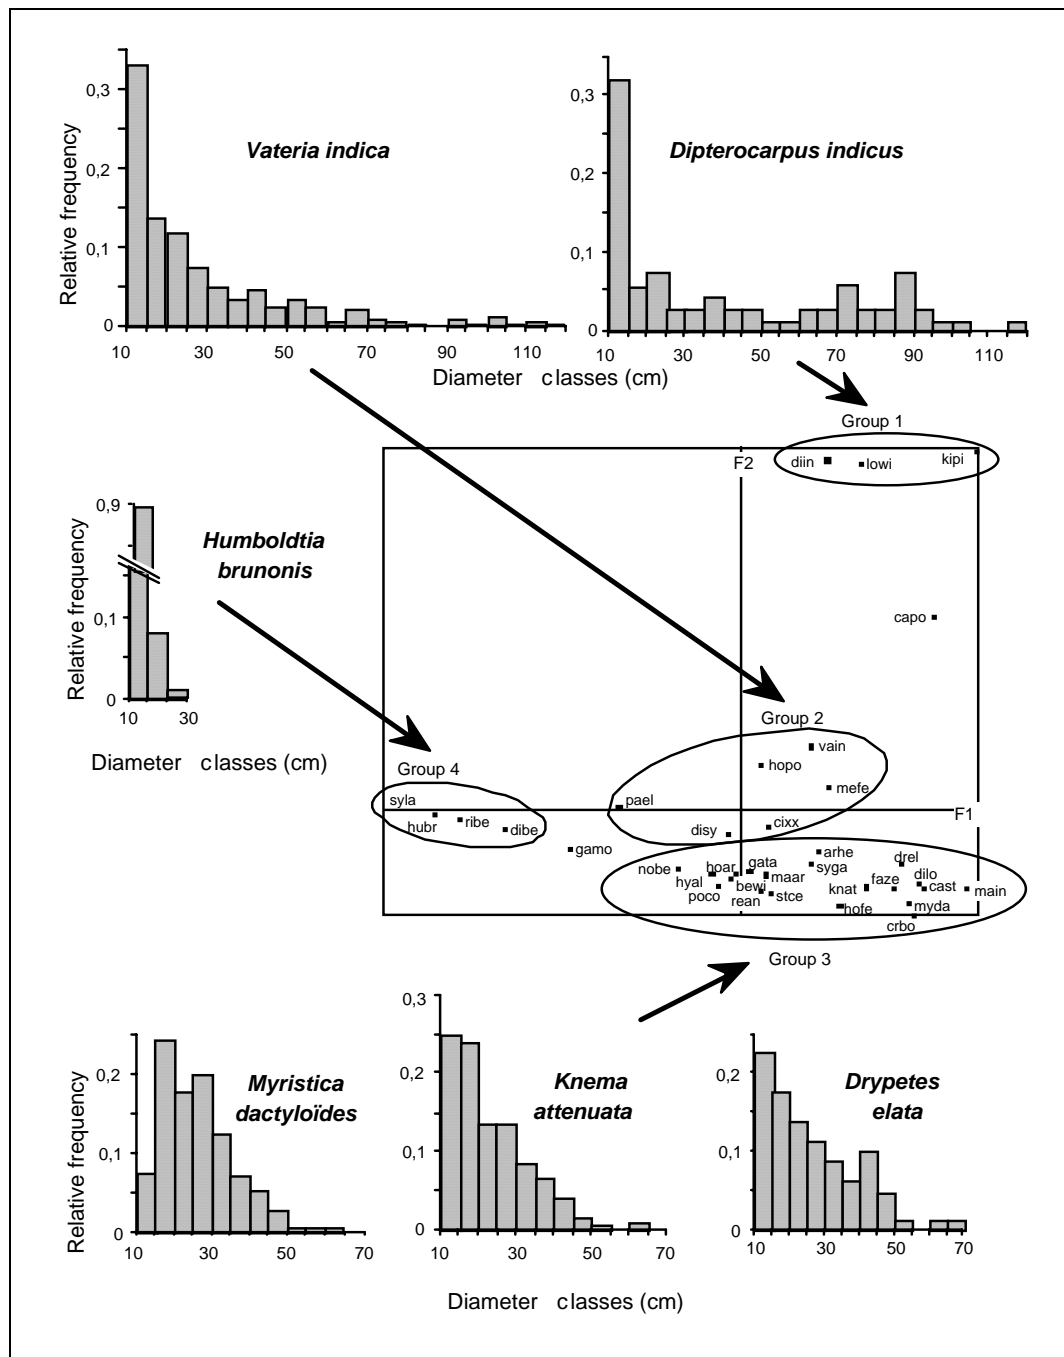 Relative frequency
0,3
0,2
0,1
0
Vateria indica
10 30 50 70 90 110
0,3
0,2
0,1
0
Dipterocarpus indicus
10 30 50 70 90 110
Diameter classes (cm)
Group 1
F2
diin
lowi
kipi
capo
Relative frequency
0,9
0,1
0
Humboldtia
brunonis
10 30
Diameter classes (cm)
Group 2
vain
hopo
mefe
pael
cixx
disy
F1
Group 4
syla
hubr
ribe
dibe
gamo
nobe
hoar
gata
arhe
syga
drel
hyal
bewi
maar
knat
faze
dilo
cast
main
poco
rean
stce
hofe
myda
crbo
Group 3
Relative frequency
0,2
0,1
0
Myristica
dactyloïdes
10 30 50 70
0,3
0,2
0,1
0
Knema
attenuata
10 30 50 70
0,2
0,1
0
Drypetes
elata
10 30 50 70
Diameter classes (cm)